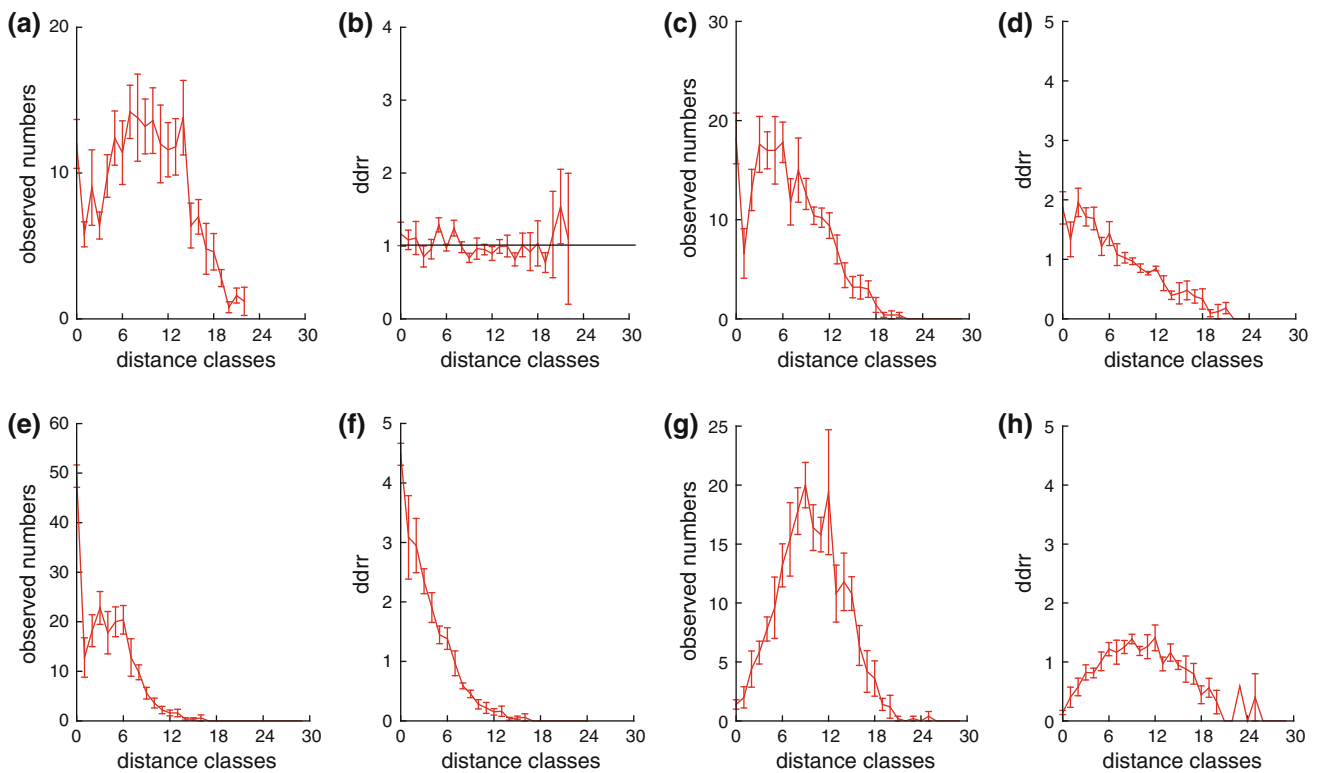 (a)
20
10
0
0 6 12 18 24 30
observed numbers
distance classes
(b)
4
3
2
1
0
0 6 12 18 24 30
ddrr
distance classes
(c)
30
20
10
0
0 6 12 18 24 30
observed numbers
distance classes
(d)
5
4
3
2
1
0
0 6 12 18 24 30
ddrr
distance classes
(e)
60
50
40
30
20
10
0
0 6 12 18 24 30
observed numbers
distance classes
(f)
5
4
3
2
1
0
0 6 12 18 24 30
ddrr
distance classes
(g)
25
20
15
10
5
0
0 6 12 18 24 30
observed numbers
distance classes
(h)
5
4
3
2
1
0
0 6 12 18 24 30
ddrr
distance classes